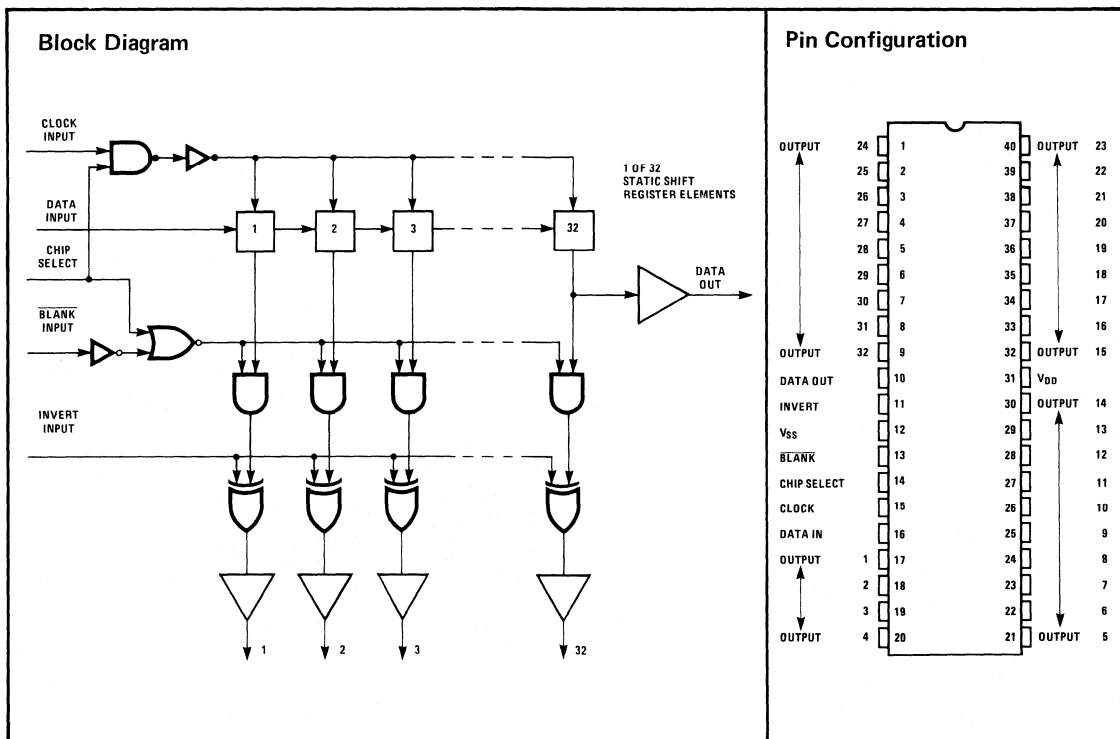 Block Diagram
CLOCK
INPUT
DATA
INPUT
CHIP
SELECT
BLANK
INPUT
INVERT
INPUT
1 OF 32
STATIC SHIFT
REGISTER ELEMENTS
1 2 3 32
DATA
OUT
1 2 3 32
Pin Configuration
OUTPUT 24 1 40 OUTPUT 23
25 2 39 22
26 3 38 21
27 4 37 20
28 5 36 19
29 6 35 18
30 7 34 17
31 8 33 16
OUTPUT 32 9 32 OUTPUT 15
DATA OUT 10 31 VDD
INVERT 11 30 OUTPUT 14
VSS 12 29 13
BLANK 13 28 12
CHIP SELECT 14 27 11
CLOCK 15 26 10
DATA IN 16 25 9
OUTPUT 1 17 24 8
2 18 23 7
3 19 22 6
OUTPUT 4 20 21 OUTPUT 5